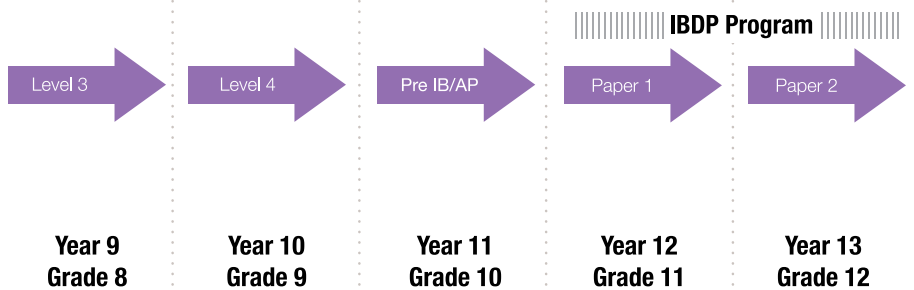 IBDP Program
Level 3
Level 4
Pre IB/AP
Paper 1
Paper 2
Year 9
Grade 8
Year 10
Grade 9
Year 11
Grade 10
Year 12
Grade 11
Year 13
Grade 12